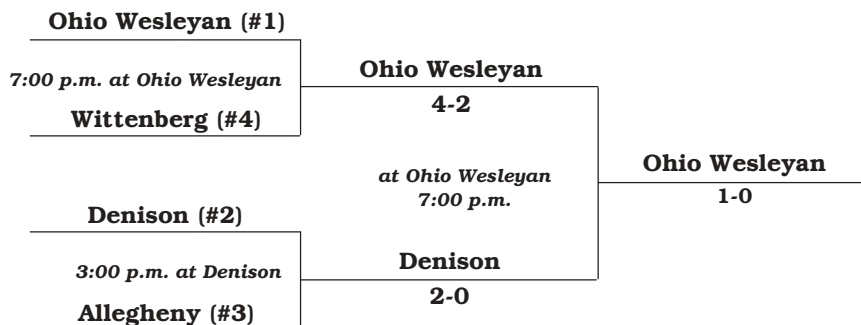 Ohio Wesleyan (#1)
7:00 p.m. at Ohio Wesleyan
Wittenberg (#4)
Ohio Wesleyan
4-2
at Ohio Wesleyan
7:00 p.m.
Ohio Wesleyan
1-0
Denison (#2)
3:00 p.m. at Denison
Allegheny (#3)
Denison
2-0